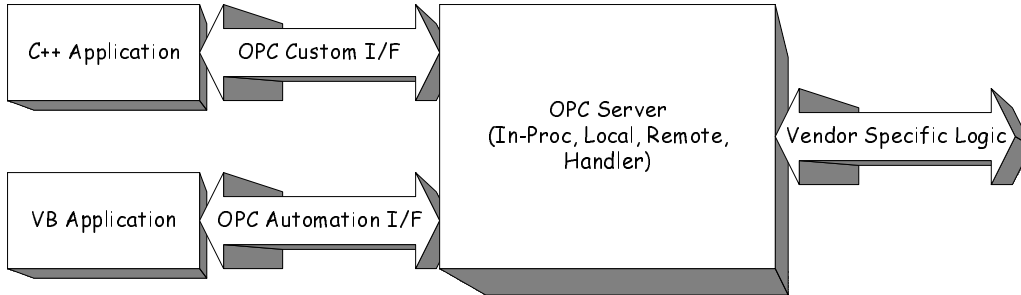 C++ Application
OPC Custom I/F
OPC Server
(In-Proc, Local, Remote,
Handler)
Vendor Specific Logic
VB Application
OPC Automation I/F